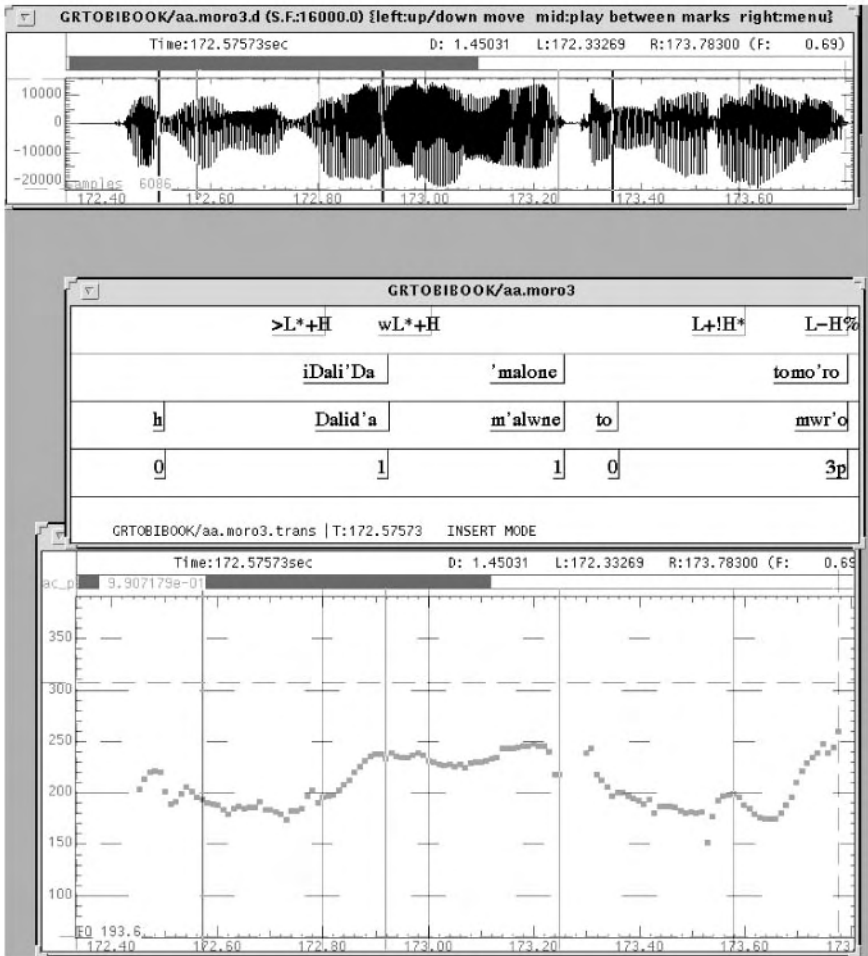 GRTOBIBOOK/aa.moro3.d (S.F.:16000.0) {left:up/down move mid:play between marks right:menu}
Time:172.57573sec D: 1.45031 L:172.33269 R:173.78300 (F: 0.69)
10000
0
-10000
-20000
samples 6086
172.40 172.60 172.80 173.00 173.20 173.40 173.60
GRTOBIBOOK/aa.moro3
>L*+H wL*+H L+!H* L-H%
iDali'Da 'malone tomo'ro
h Dalid'a m'alwne to mwr'o
0 1 1 0 3p
GRTOBIBOOK/aa.moro3.trans |T:172.57573 INSERT MODE
Time:172.57573sec D: 1.45031 L:172.33269 R:173.78300 (F: 0.69
ac_p 9.907179e-01
350
300
250
200
150
100
F0 193.6
172.40 172.60 172.80 173.00 173.20 173.40 173.60 173